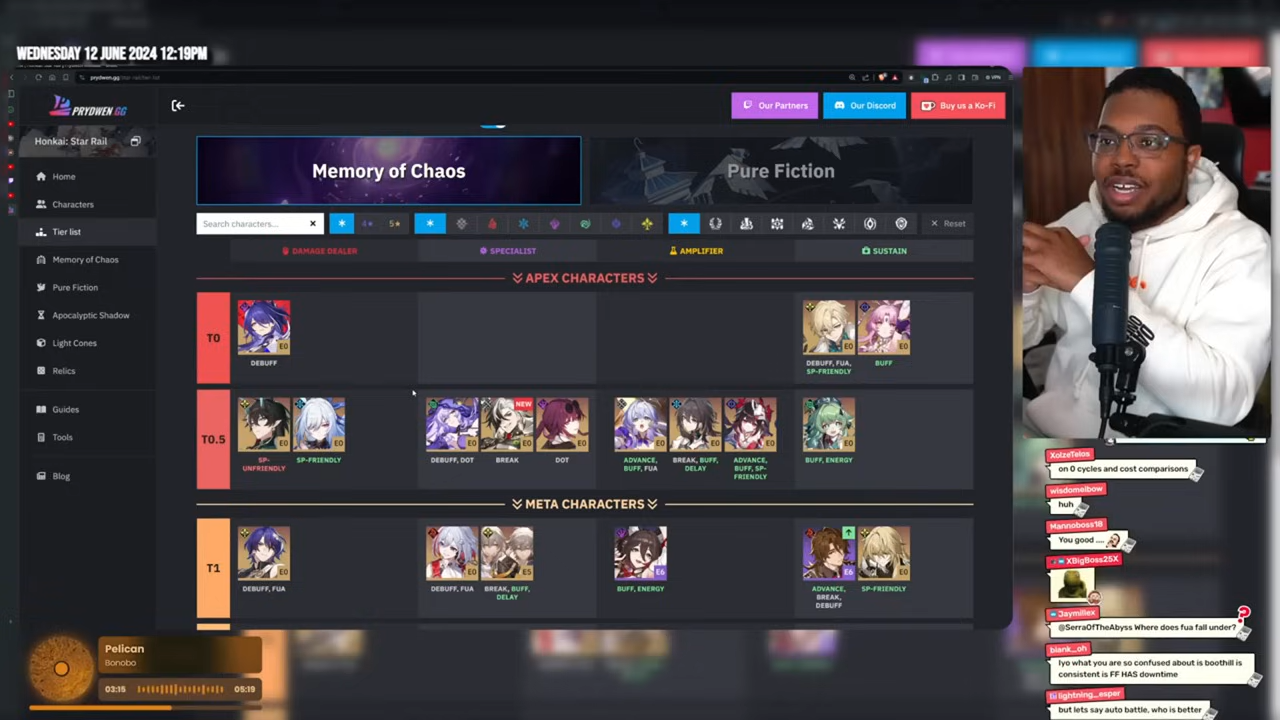 WEDNESDAY 12 JUNE 2024 12:19PM
PRYDWEN.GG
Our Partners
Our Discord
Buy us a Ko-Fi
Honkai: Star Rail
Home
Characters
Tier list
Memory of Chaos
Pure Fiction
Apocalyptic Shadow
Light Cones
Relics
Guides
Tools
Blog
Memory of Chaos
Pure Fiction
Search characters...
4★
5★
Reset
DAMAGE DEALER
SPECIALIST
AMPLIFIER
SUSTAIN
APEX CHARACTERS
T0
E0
DEBUFF
E0
DEBUFF, FUA,
SP-FRIENDLY
E0
BUFF
T0.5
E0
SP-
UNFRIENDLY
E0
SP-FRIENDLY
E0
DEBUFF, DOT
NEW
E0
BREAK
E0
DOT
E0
ADVANCE,
BUFF, FUA
E0
BREAK, BUFF,
DELAY
E0
ADVANCE,
BUFF, SP-
FRIENDLY
E0
BUFF, ENERGY
META CHARACTERS
T1
E0
DEBUFF, FUA
E0
DEBUFF, FUA
E5
BREAK, BUFF,
DELAY
E6
BUFF, ENERGY
E6
ADVANCE,
BREAK,
DEBUFF
E0
SP-FRIENDLY
XolzeTelos
on 0 cycles and cost comparisons
wisdomelbow
huh
Mannoboss18
You good ....
XBigBoss25X
Jaymillex
@SerraOfTheAbyss Where does fua fall under?
blank_oh
Iyo what you are so confused about is boothill is
consistent is FF HAS downtime
lightning_esper
but lets say auto battle, who is better
Pelican
Bonobo
03:15
05:19